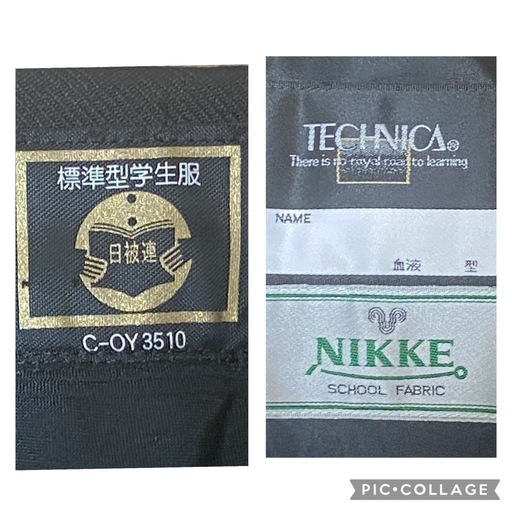 標準型学生服
日被連
C-OY 3510
TECHNICA®
There is no royal road to learning
NAME
血液 型
NIKKE
SCHOOL FABRIC
PIC•COLLAGE